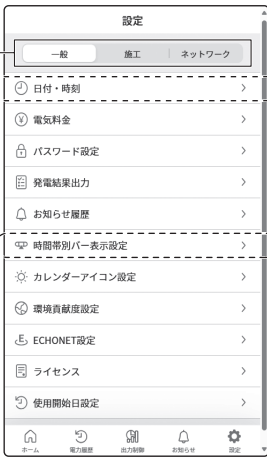 設定
一般 施工 ネットワーク
日付・時刻
電気料金
パスワード設定
発電結果出力
お知らせ履歴
時間帯別バー表示設定
カレンダーアイコン設定
環境貢献度設定
ECHONET設定
ライセンス
使用開始日設定
ホーム 電力履歴 出力制御 お知らせ 設定